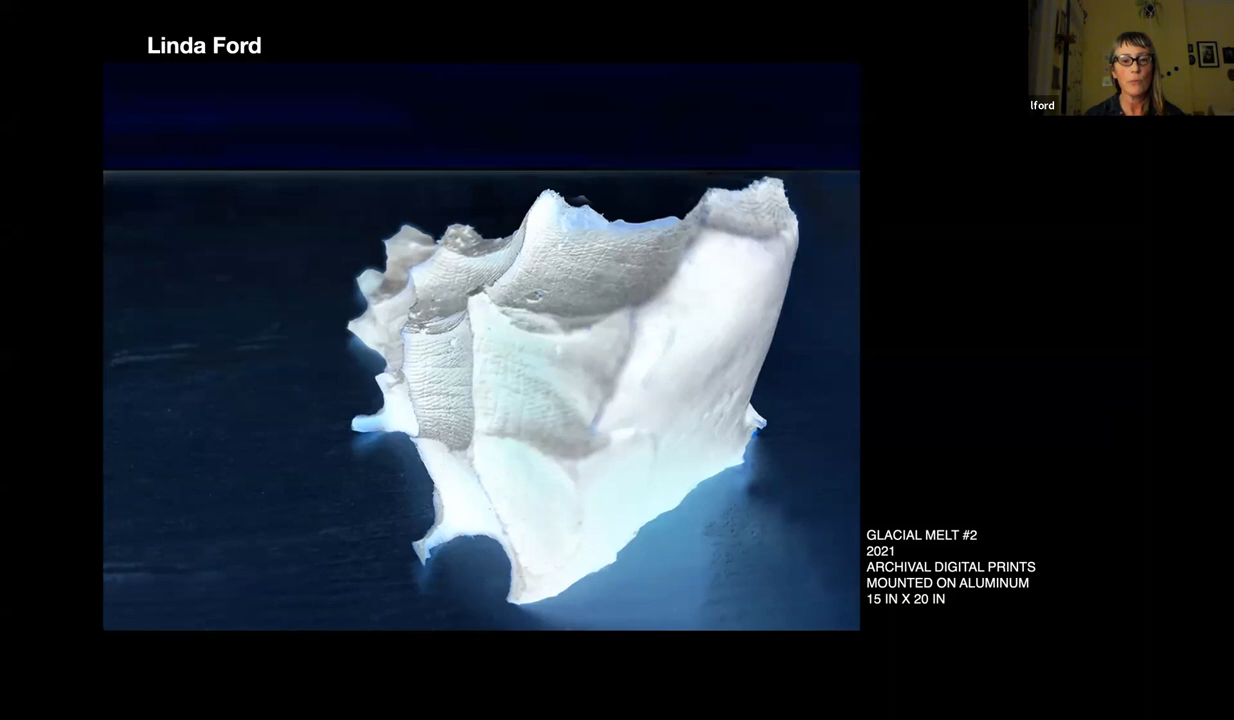 Linda Ford
lford
GLACIAL MELT #2
2021
ARCHIVAL DIGITAL PRINTS
MOUNTED ON ALUMINUM
15 IN X 20 IN